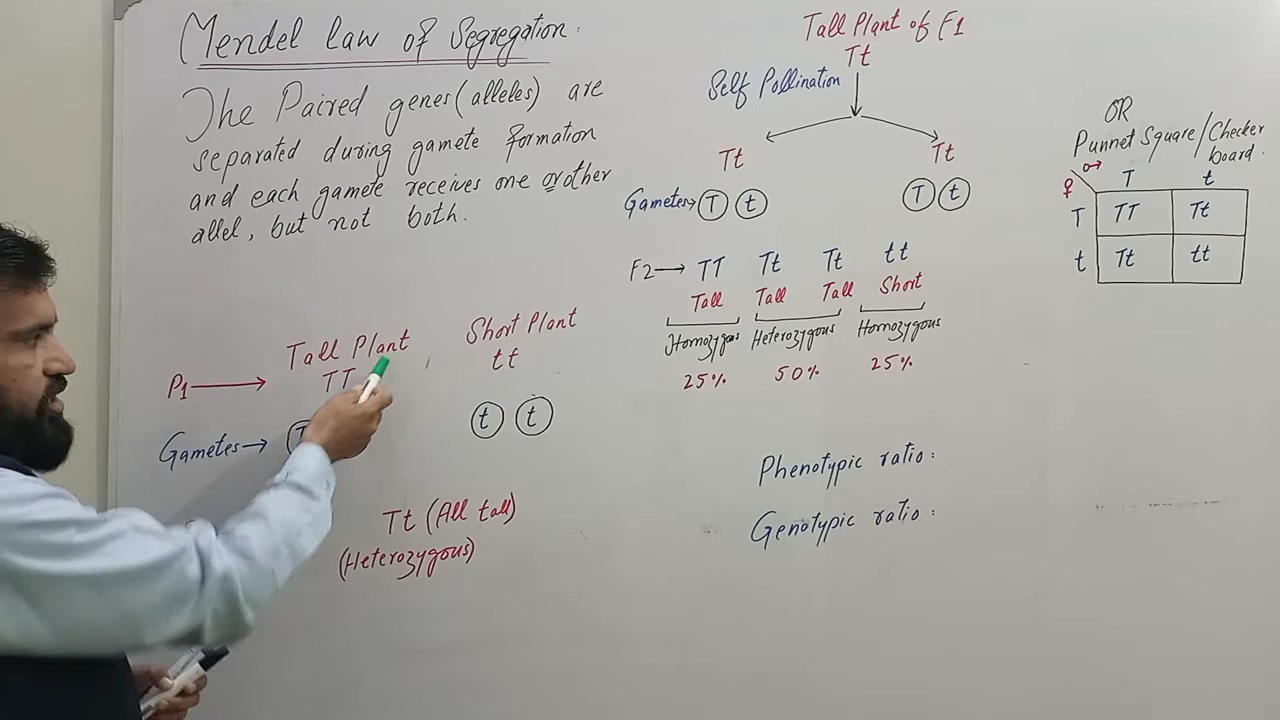 Mendel Law of Segregation.
The Paired genes (alleles) are
separated during gamete formation
and each gamete receives one or other
allel, but not both.
P1 Tall Plant , Short Plant
TT tt
Gametes→ t t
Tt (All tall)
(Heterozygous)
Tall Plant of F1
Tt
Self Pollination
Tt Tt
Gametes→ T t T t
F2→ TT Tt Tt tt
Tall Tall Tall Short
Homozygous Heterozygous Homozygous
25% 50% 25%
Phenotypic ratio:
Genotypic ratio:
OR
Punnet Square/Checker
board.
♂
♀ T t
T TT Tt
t Tt tt